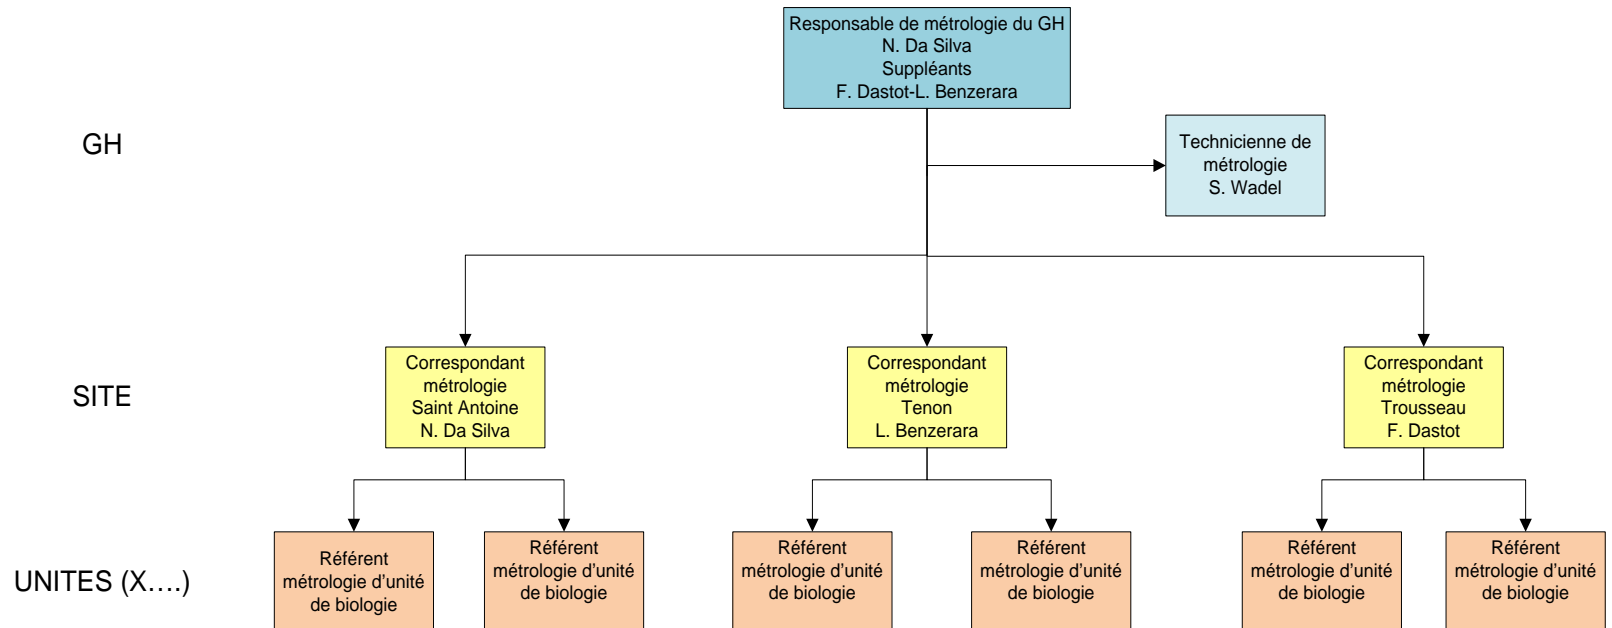 Responsable de métrologie du GH
N. Da Silva
Suppléants
F. Dastot-L. Benzerara
GH
Technicienne de
métrologie
S. Wadel
SITE
Correspondant
métrologie
Saint Antoine
N. Da Silva
Correspondant
métrologie
Tenon
L. Benzerara
Correspondant
métrologie
Trousseau
F. Dastot
UNITES (X....)
Référent
métrologie d'unité
de biologie
Référent
métrologie d'unité
de biologie
Référent
métrologie d'unité
de biologie
Référent
métrologie d'unité
de biologie
Référent
métrologie d'unité
de biologie
Référent
métrologie d'unité
de biologie